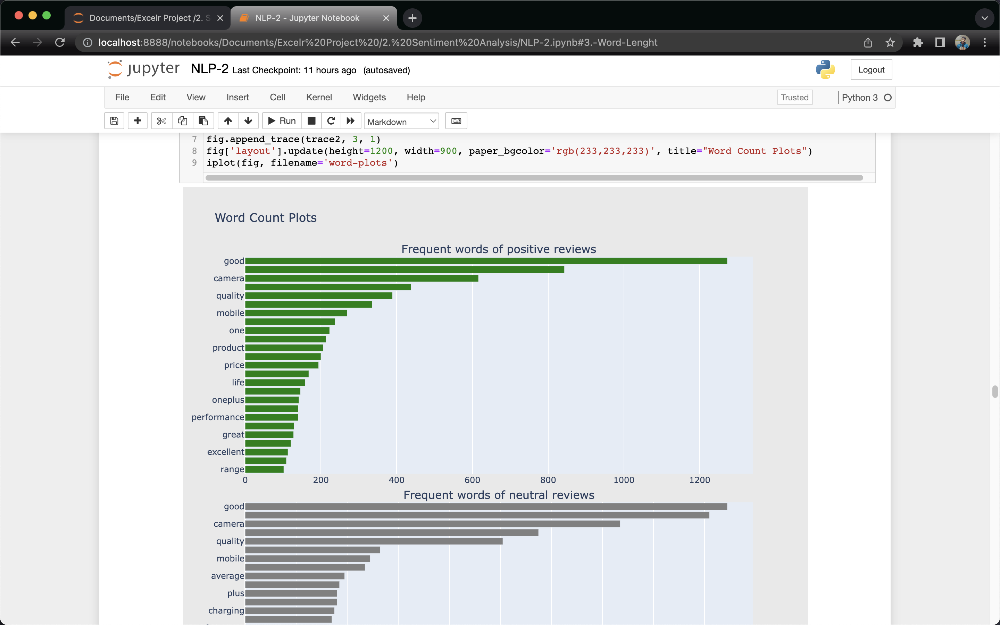 Documents/Excelr Project /2. S
NLP-2 - Jupyter Notebook
localhost:8888/notebooks/Documents/Excelr%20Project%20/2.%20Sentiment%20Analysis/NLP-2.ipynb#3.-Word-Lenght
jupyter NLP-2 Last Checkpoint: 11 hours ago (autosaved)
Logout
File Edit View Insert Cell Kernel Widgets Help
Trusted
Python 3
Run
Markdown
7 fig.append_trace(trace2, 3, 1)
8 fig['layout'].update(height=1200, width=900, paper_bgcolor='rgb(233,233,233)', title="Word Count Plots")
9 iplot(fig, filename='word-plots')
Word Count Plots
Frequent words of positive reviews
good
camera
quality
mobile
one
product
price
life
oneplus
performance
great
excellent
range
0 200 400 600 800 1000 1200
Frequent words of neutral reviews
good
camera
quality
mobile
average
plus
charging